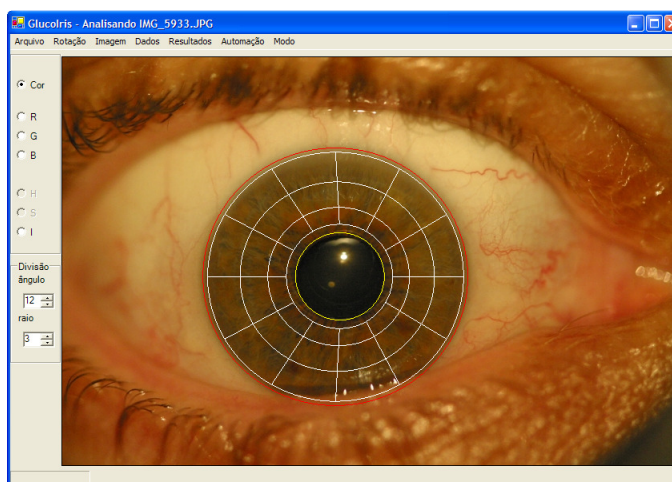 GlucoIris - Analisando IMG_5933.JPG
Arquivo Rotação Imagem Dados Resultados Automação Modo
Cor
R
G
B
H
S
I
Divisão
ângulo
12
raio
3